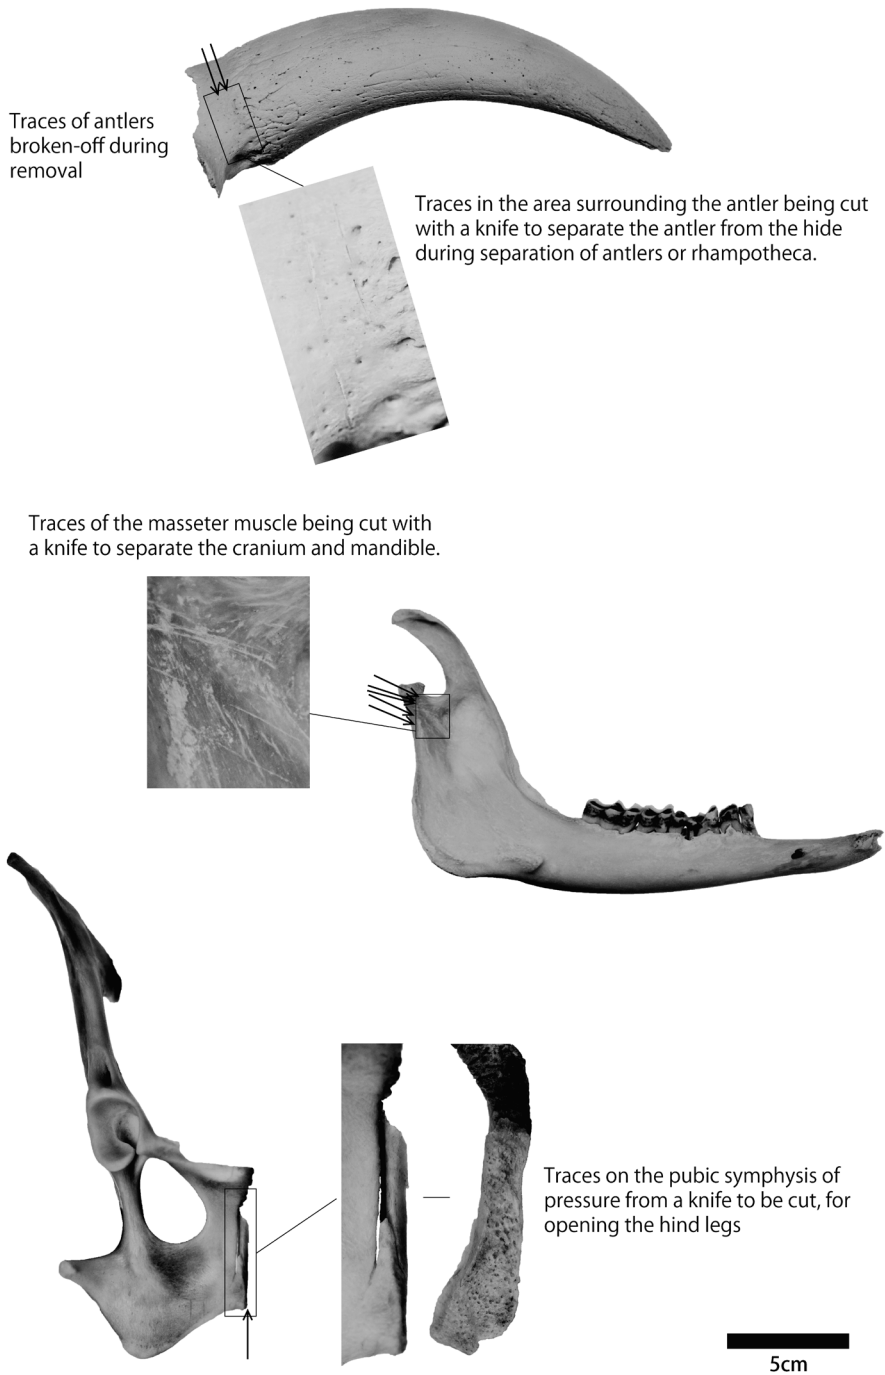 Traces of antlers
broken-off during
removal
Traces in the area surrounding the antler being cut
with a knife to separate the antler from the hide
during separation of antlers or rhampotheca.
Traces of the masseter muscle being cut with
a knife to separate the cranium and mandible.
Traces on the pubic symphysis of
pressure from a knife to be cut, for
opening the hind legs
5cm